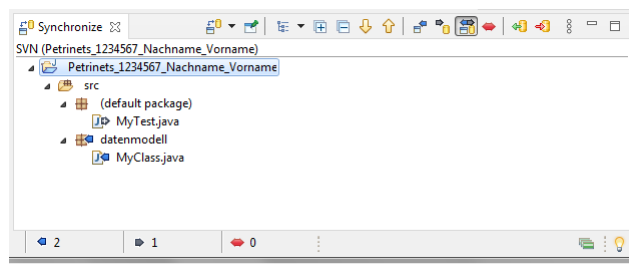 Synchronize
SVN (Petrinets_1234567_Nachname_Vorname)
Petrinets_1234567_Nachname_Vorname
src
(default package)
MyTest.java
datenmodell
MyClass.java
2 1 0